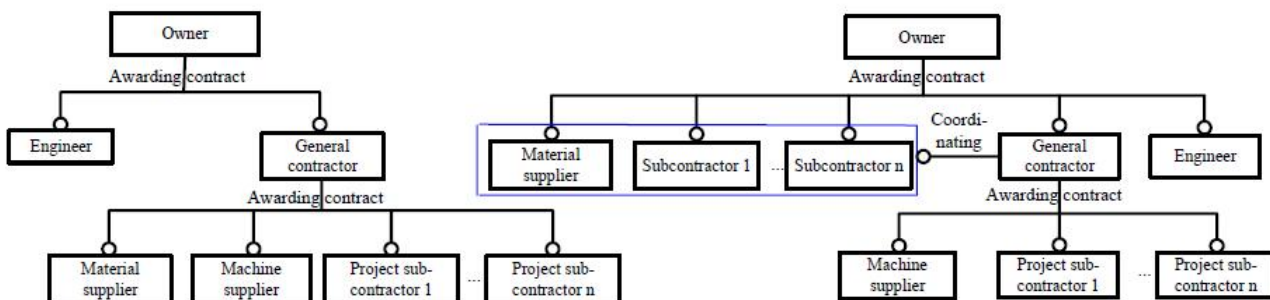 Owner
Awarding contract
Engineer
General
contractor
Awarding contract
Material
supplier
Machine
supplier
Project sub-
contractor 1
...
Project sub-
contractor n
Owner
Awarding contract
Material
supplier
Subcontractor 1
...
Subcontractor n
Coordi-
nating
General
contractor
Engineer
Awarding contract
Machine
supplier
Project sub-
contractor 1
...
Project sub-
contractor n